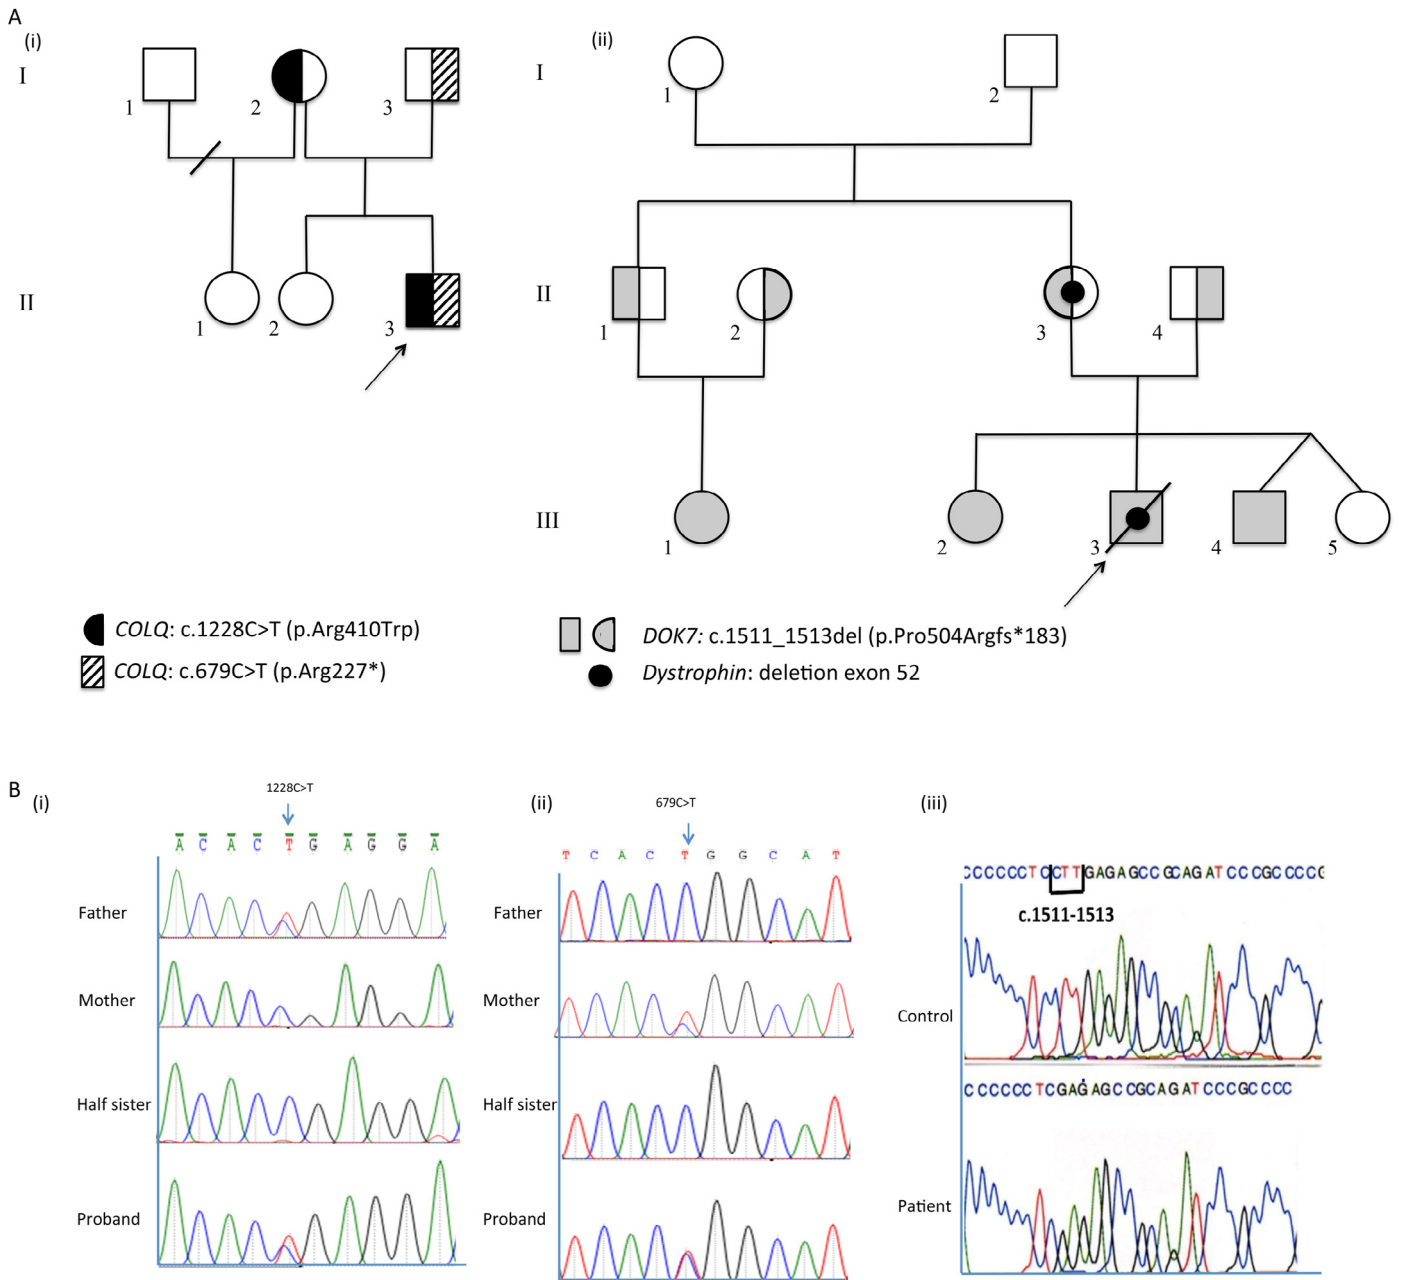 A
(i)
(ii)
I
I
1
2
3
1
2
II
II
1
2
3
1
2
3
4
III
1
2
3
4
5
COLQ: c.1228C>T (p.Arg410Trp)
COLQ: c.679C>T (p.Arg227*)
DOK7: c.1511_1513del (p.Pro504Argfs*183)
Dystrophin: deletion exon 52
B
(i)
(ii)
(iii)
1228C>T
679C>T
A C A C T G A G G A
T C A C T G G C A T
CCCCCCTCCTTGAGAGCCGCAGATCCCGCCCCG
c.1511-1513
Father
Father
Mother
Mother
Control
Half sister
Half sister
CCCCCCTCGAGAGCCGCAGATCCCGCCCC
Proband
Proband
Patient